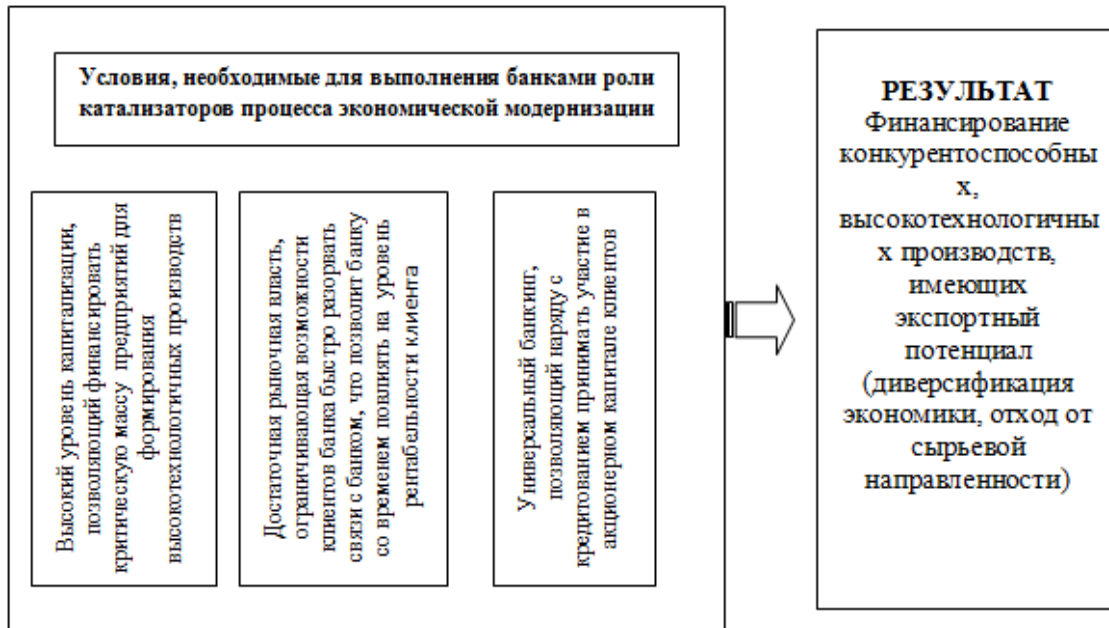 Условия, необходимые для выполнения банками роли
катализаторов процесса экономической модернизации
Высокий уровень капитализации,
позволяющий финансировать
критическую массу предприятий для
формирования
высокотехнологичных производств
Достаточная рыночная власть,
ограничивающая возможности
клиентов банка быстро разорвать
связи с банком, что позволит банку
со временем повлиять на уровень
рентабельности клиента
Универсальный банкинг,
позволяющий наряду с
кредитованием принимать участие в
акционерном капитале клиентов
РЕЗУЛЬТАТ
Финансирование
конкурентоспособны
х,
высокотехнологичны
х производств,
имеющих
экспортный
потенциал
(диверсификация
экономики, отход от
сырьевой
направленности)